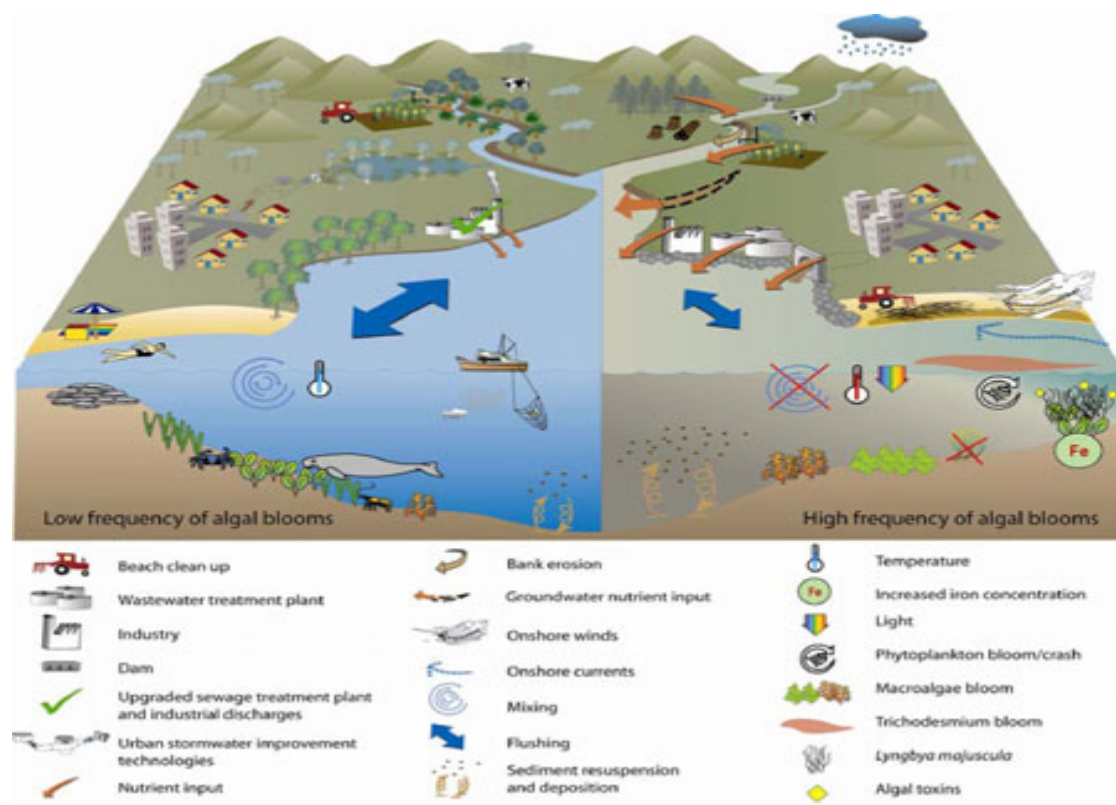 Fe
Low frequency of algal blooms
High frequency of algal blooms
Beach clean up
Wastewater treatment plant
Industry
Dam
Upgraded sewage treatment plant
and industrial discharges
Urban stormwater improvement
technologies
Nutrient input
Bank erosion
Groundwater nutrient input
Onshore winds
Onshore currents
Mixing
Flushing
Sediment resuspension
and deposition
Temperature
Fe
Increased iron concentration
Light
Phytoplankton bloom/crash
Macroalgae bloom
Trichodesmium bloom
Lyngbya majuscula
Algal toxins